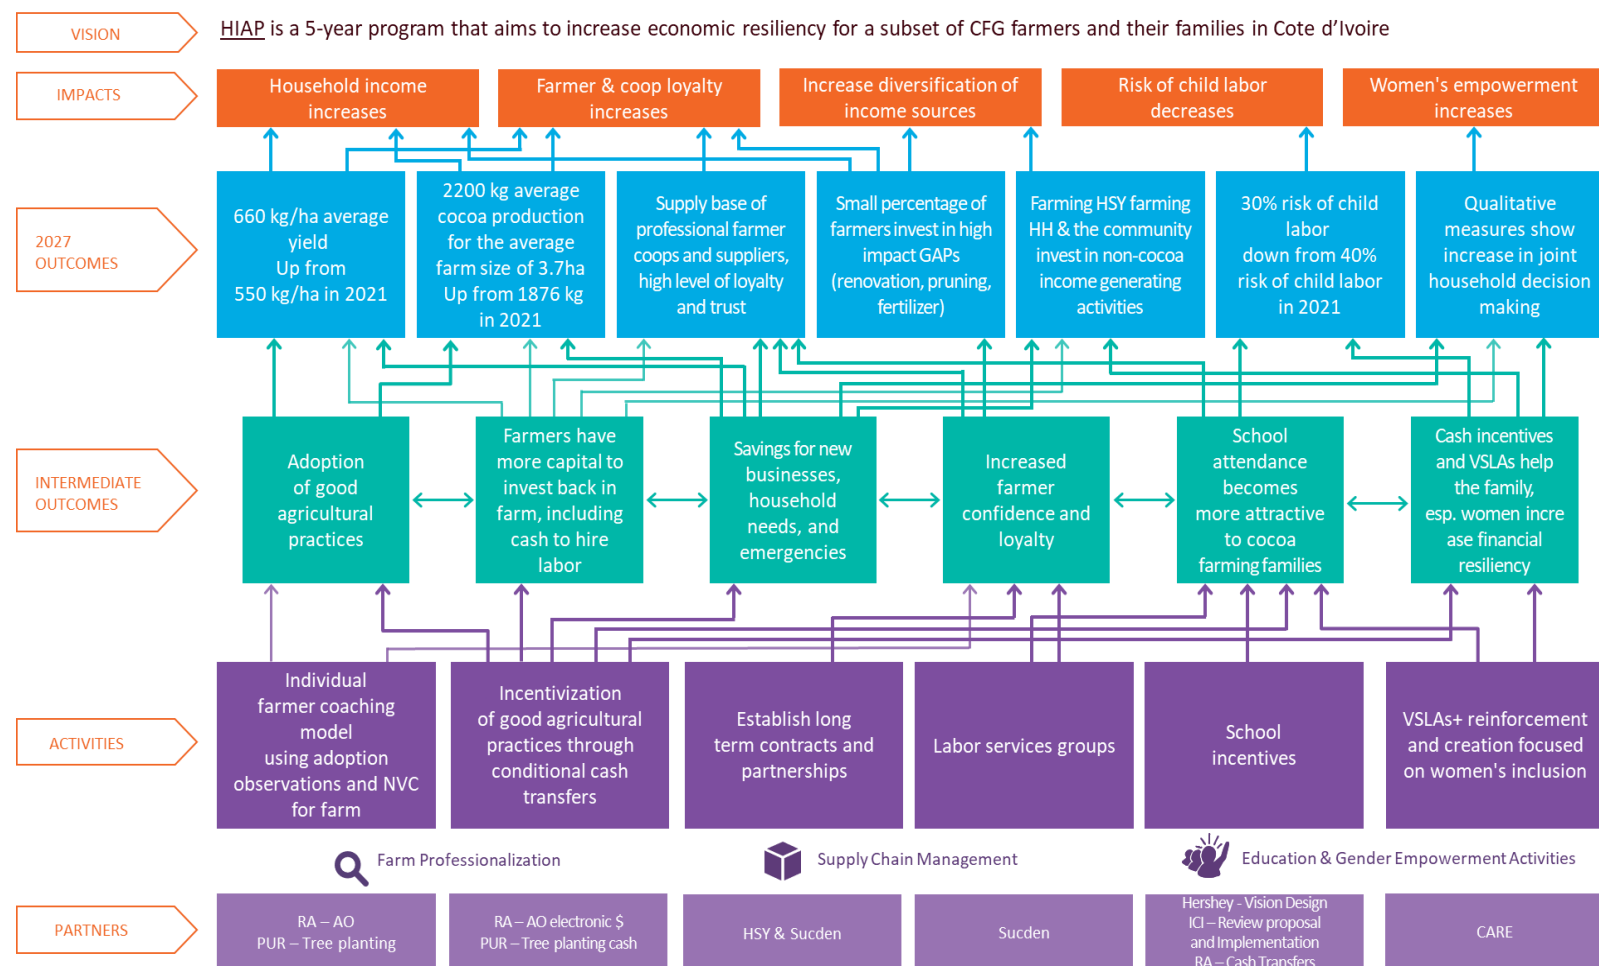 VISION
HIAP is a 5-year program that aims to increase economic resiliency for a subset of CFG farmers and their families in Cote d’Ivoire
IMPACTS
Household income
increases
Farmer & coop loyalty
increases
Increase diversification of
income sources
Risk of child labor
decreases
Women's empowerment
increases
2027
OUTCOMES
660 kg/ha average
yield
Up from
550 kg/ha in 2021
2200 kg average
cocoa production
for the average
farm size of 3.7ha
Up from 1876 kg
in 2021
Supply base of
professional farmer
coops and suppliers,
high level of loyalty
and trust
Small percentage of
farmers invest in high
impact GAPs
(renovation, pruning,
fertilizer)
Farming HSY farming
HH & the community
invest in non-cocoa
income generating
activities
30% risk of child
labor
down from 40%
risk of child labor
in 2021
Qualitative
measures show
increase in joint
household decision
making
INTERMEDIATE
OUTCOMES
Adoption
of good
agricultural
practices
Farmers have
more capital to
invest back in
farm, including
cash to hire
labor
Savings for new
businesses,
household
needs, and
emergencies
Increased
farmer
confidence and
loyalty
School
attendance
becomes
more attractive
to cocoa
farming families
Cash incentives
and VSLAs help
the family,
esp. women incre
ase financial
resiliency
ACTIVITIES
Individual
farmer coaching
model
using adoption
observations and NVC
for farm
Incentivization
of good agricultural
practices through
conditional cash
transfers
Establish long
term contracts and
partnerships
Labor services groups
School
incentives
VSLAs+ reinforcement
and creation focused
on women's inclusion
Farm Professionalization
Supply Chain Management
Education & Gender Empowerment Activities
PARTNERS
RA – AO
PUR – Tree planting
RA – AO electronic $
PUR – Tree planting cash
HSY & Sucden
Sucden
Hershey - Vision Design
ICI – Review proposal
and Implementation
RA – Cash Transfers
CARE